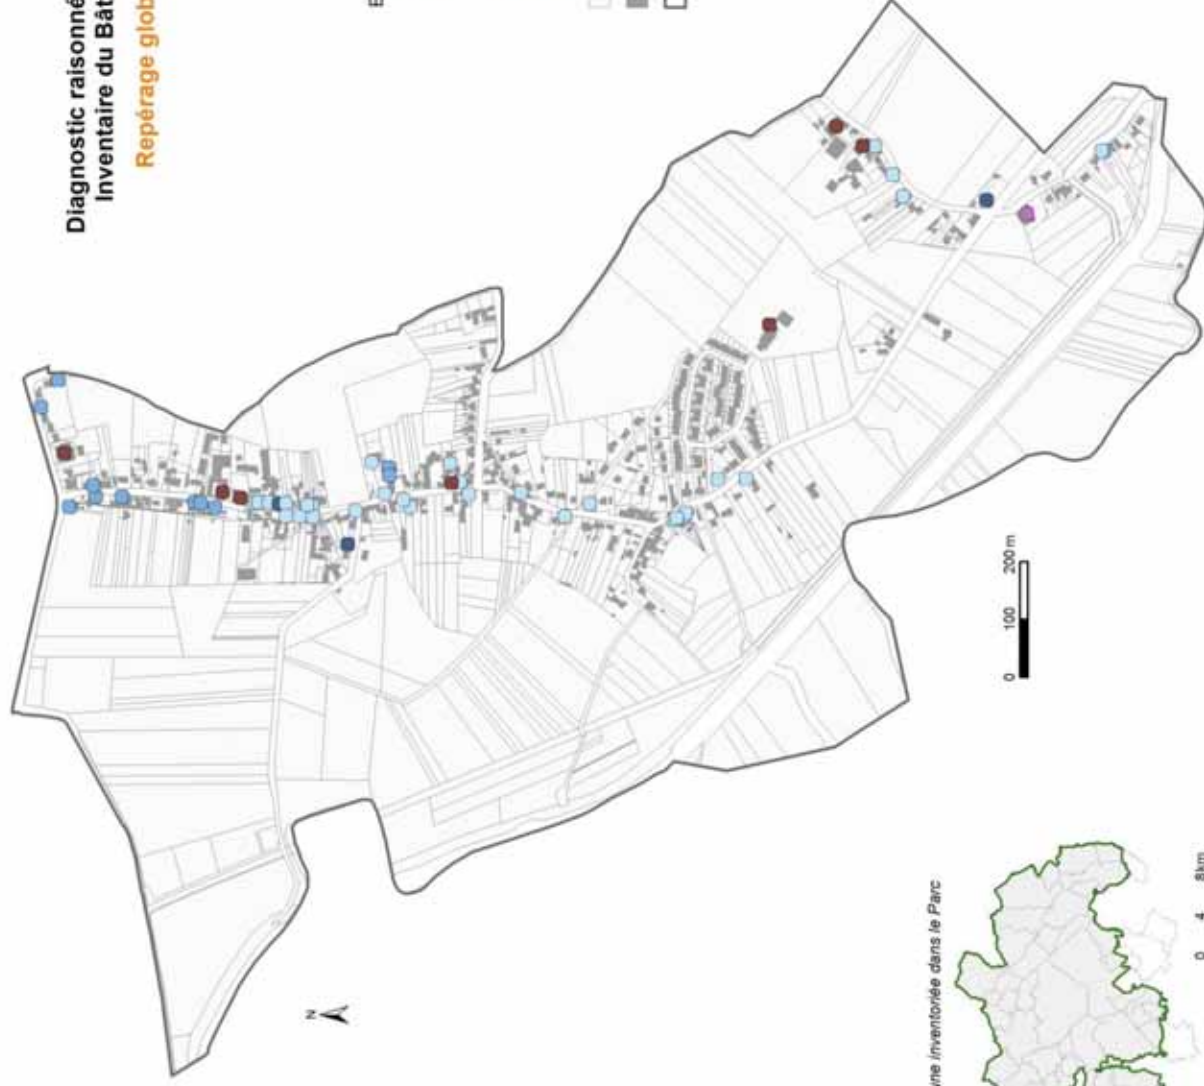 Diagnostic raisonné
Inventaire du Bât
Repérage glob
E
N
0 100 200 m
ne inventoriée dans le Parc
0 4 8km